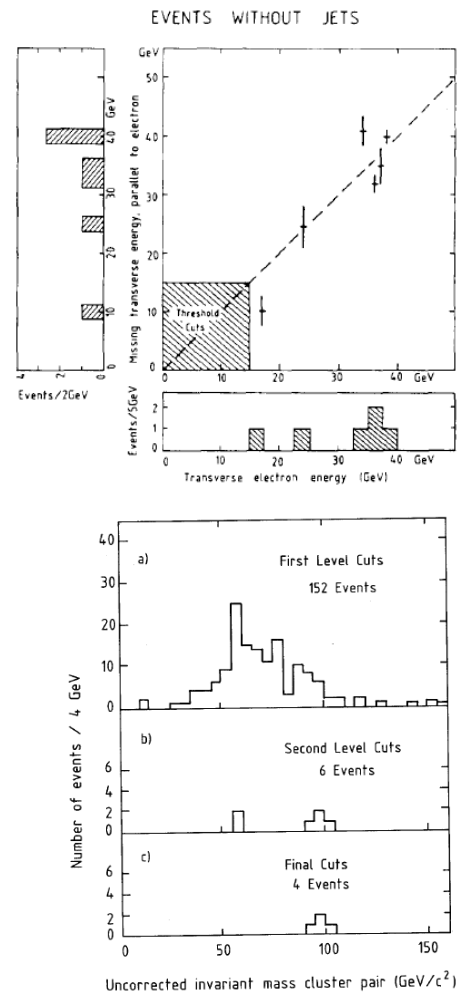 EVENTS WITHOUT JETS
GeV
50
40
30
20
10
0
Missing transverse energy, parallel to electron
Threshold
Cuts
0 10 20 30 40 GeV
GeV
40
30
20
10
0
4 2 0
Events/2GeV
Events/5GeV
2
1
0
0 10 20 30 40 GeV
Transverse electron energy (GeV)
Number of events / 4 GeV
a)
First Level Cuts
152 Events
40
30
20
10
0
b)
Second Level Cuts
6 Events
6
4
2
0
c)
Final Cuts
4 Events
6
4
2
0
0 50 100 150
Uncorrected invariant mass cluster pair (GeV/c²)